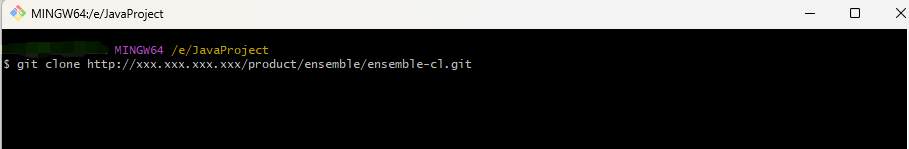 MINGW64:/e/JavaProject
MINGW64 /e/JavaProject
$ git clone http://xxx.xxx.xxx.xxx/product/ensemble/ensemble-cl.git